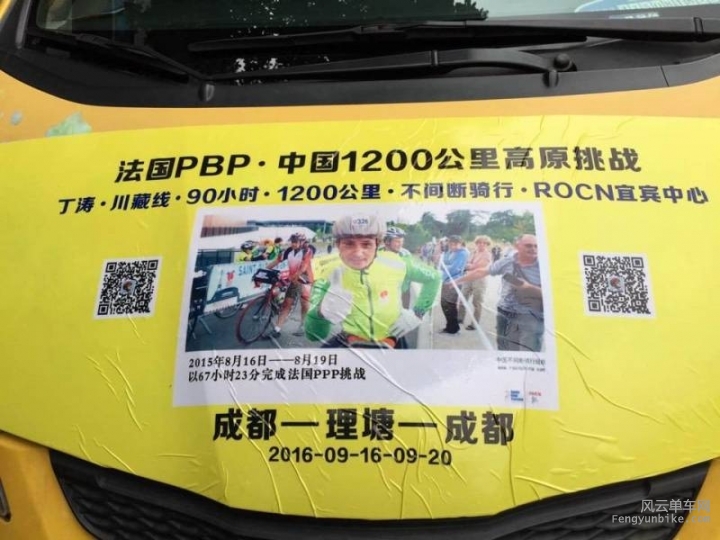 法国PBP·中国1200公里高原挑战
丁涛·川藏线·90小时·1200公里·不间断骑行·ROCN宜宾中心
SAINT
2015年8月16日——8月19日
以67小时23分完成法国PPP挑战
成都—理塘—成都
2016-09-16-09-20
风云单车网
Fengyunbike.com